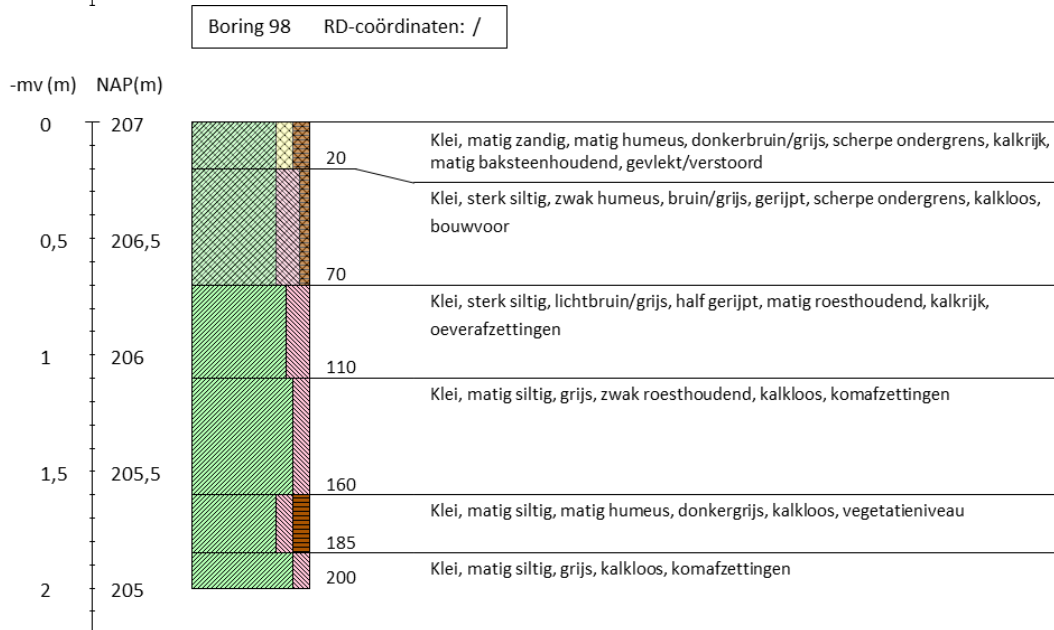 Boring 98 RD-coördinaten: /
-mv (m) NAP(m)
0 207
Klei, matig zandig, matig humeus, donkerbruin/grijs, scherpe ondergrens, kalkrijk,
20 matig baksteenhoudend, gevlekt/verstoord
Klei, sterk siltig, zwak humeus, bruin/grijs, gerijpt, scherpe ondergrens, kalkloos,
bouwvoor
0,5 206,5
70
Klei, sterk siltig, lichtbruin/grijs, half gerijpt, matig roesthoudend, kalkrijk,
oeverafzettingen
1 206
110
Klei, matig siltig, grijs, zwak roesthoudend, kalkloos, komafzettingen
1,5 205,5
160
Klei, matig siltig, matig humeus, donkergrijs, kalkloos, vegetatieniveau
185
Klei, matig siltig, grijs, kalkloos, komafzettingen
200
2 205